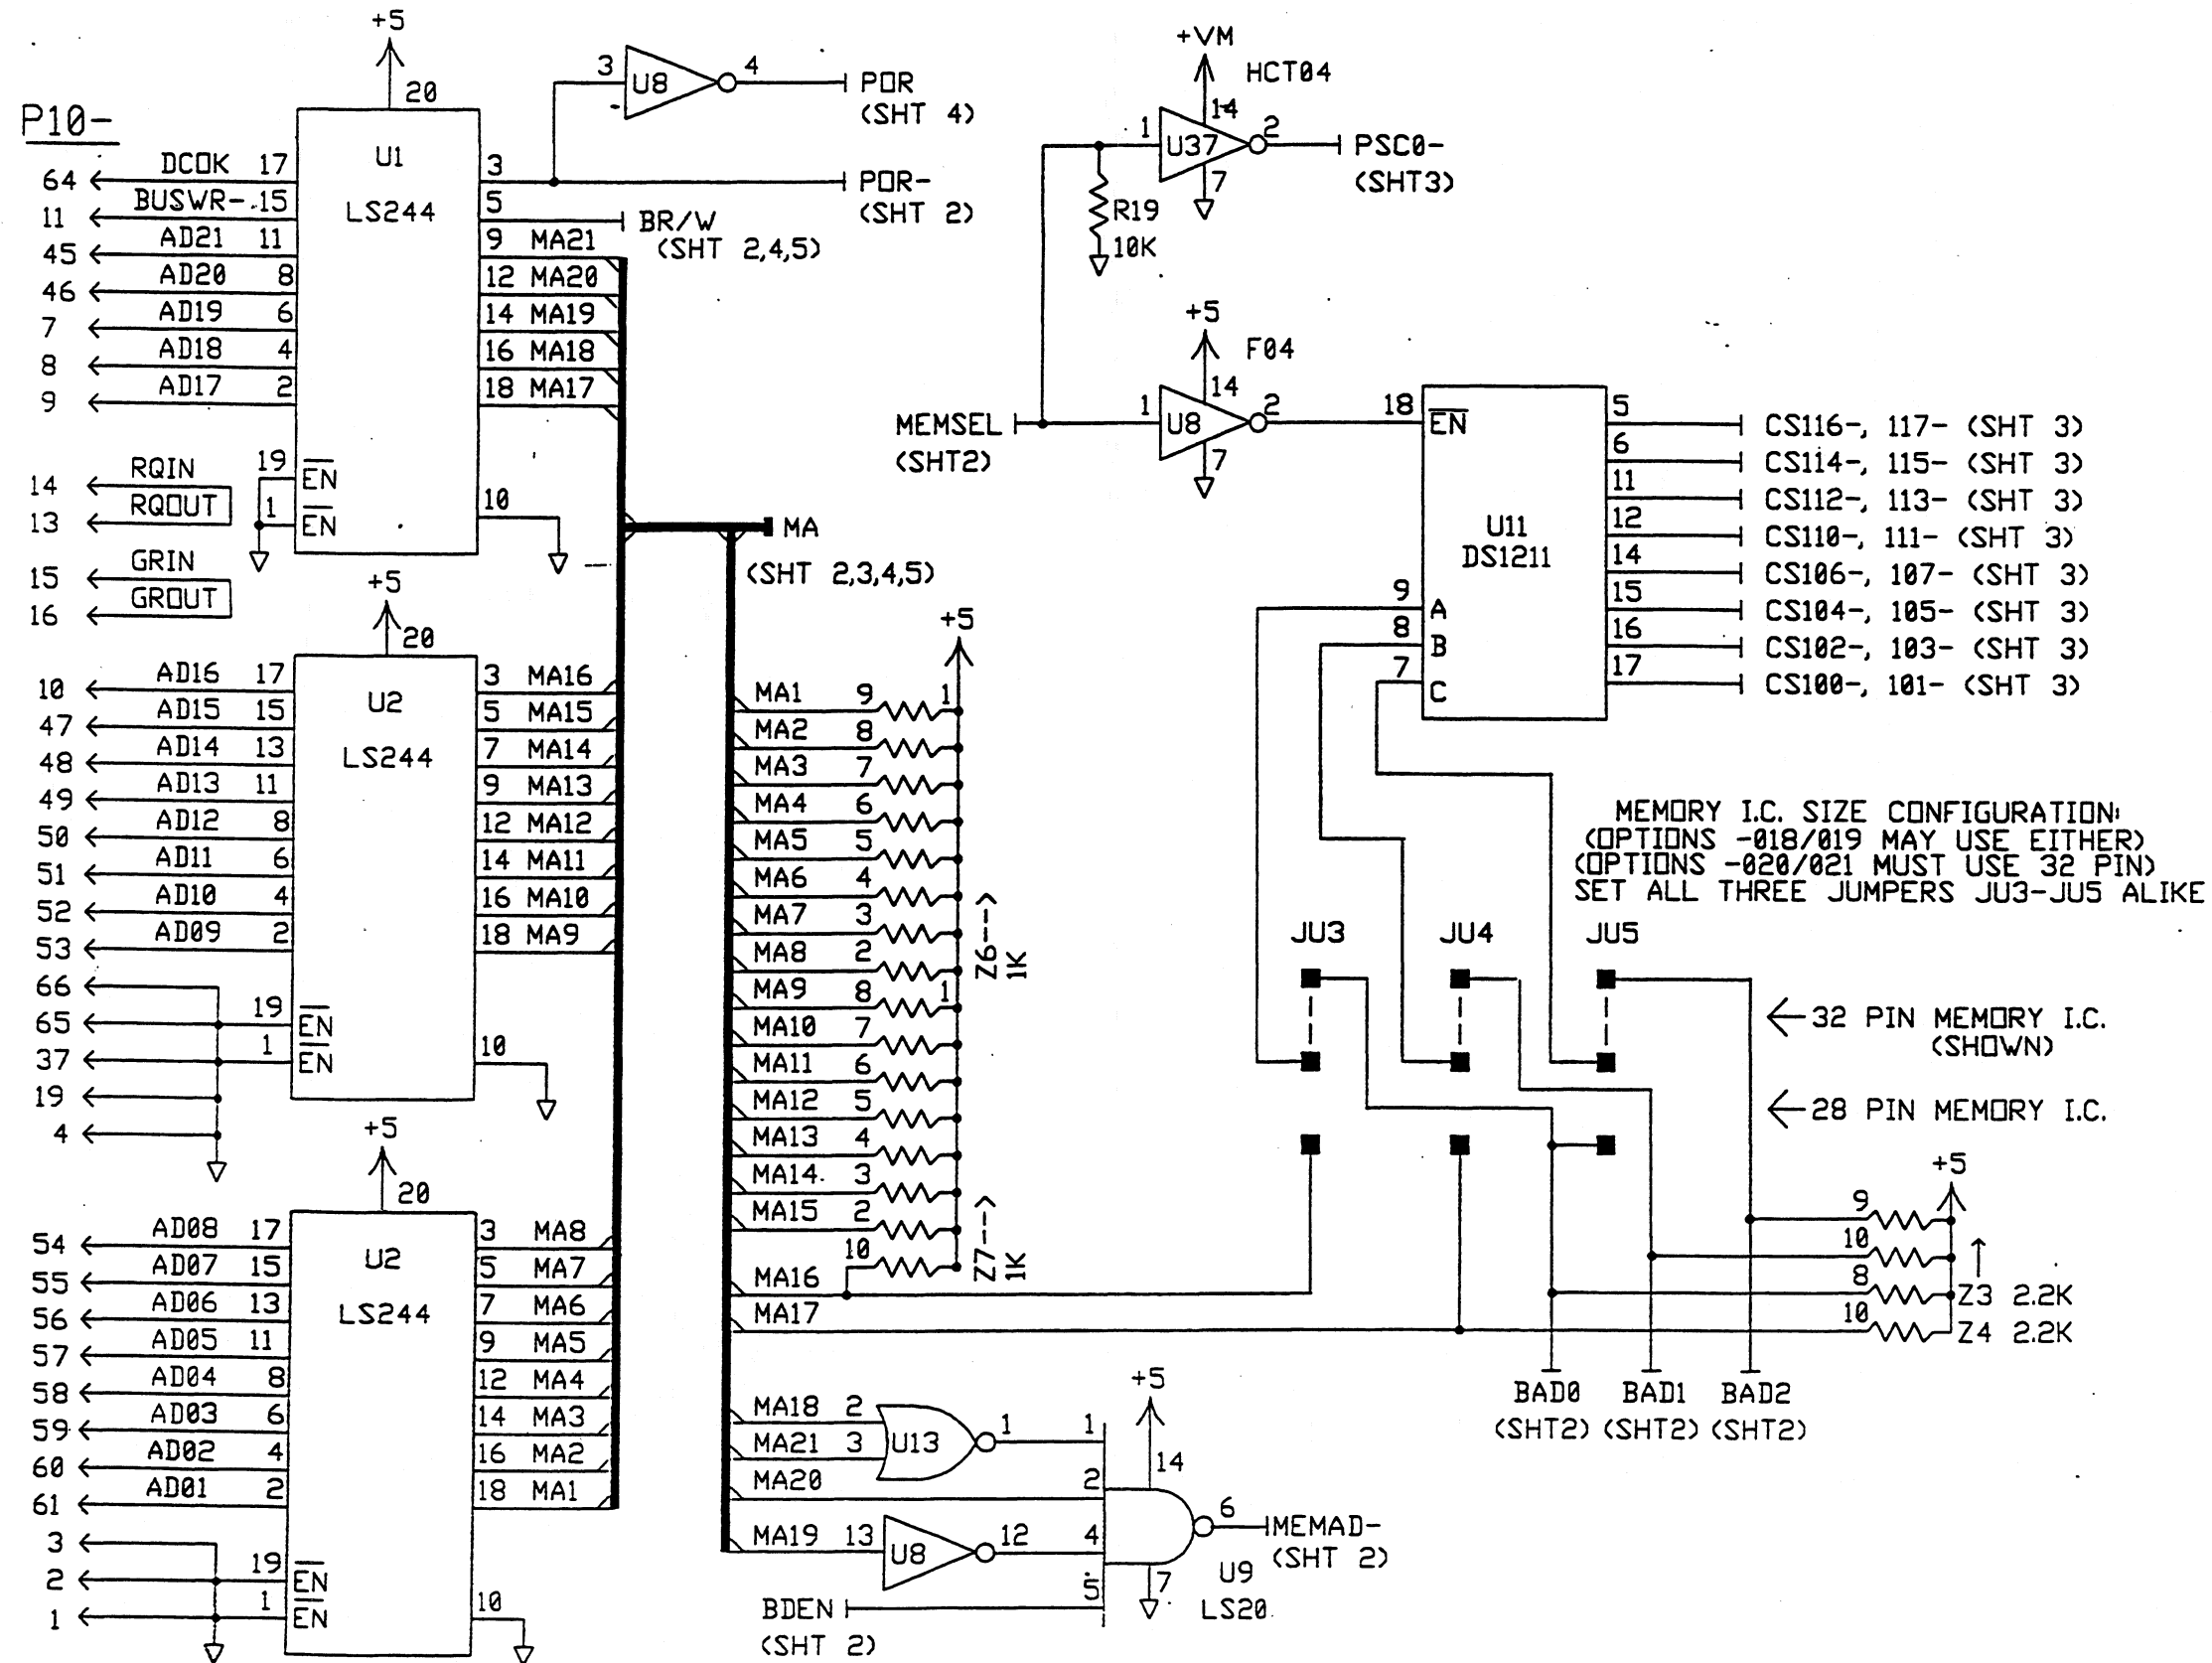 P10-
+5
20
U1
LS244
64 DCOK 17
11 BUSWR- 15
45 AD21 11
46 AD20 8
7 AD19 6
8 AD18 4
9 AD17 2
14 RQIN
13 RQOUT
15 GRIN
16 GROUT
19 EN
1 EN
3
5
9 MA21
12 MA20
14 MA19
16 MA18
18 MA17
10
3 U8 4 POR
(SHT 4)
POR-
(SHT 2)
BR/W
(SHT 2,4,5)
+5
20
U2
LS244
10 AD16 17
47 AD15 15
48 AD14 13
49 AD13 11
50 AD12 8
51 AD11 6
52 AD10 4
53 AD09 2
66
65 19 EN
37 1 EN
19
4
3 MA16
5 MA15
7 MA14
9 MA13
12 MA12
14 MA11
16 MA10
18 MA9
10
+5
20
U2
LS244
54 AD08 17
55 AD07 15
56 AD06 13
57 AD05 11
58 AD04 8
59 AD03 6
60 AD02 4
61 AD01 2
3
2 19 EN
1 1 EN
3 MA8
5 MA7
7 MA6
9 MA5
12 MA4
14 MA3
16 MA2
18 MA1
10
MA
(SHT 2,3,4,5)
+5
MA1 9 1
MA2 8
MA3 7
MA4 6
MA5 5
MA6 4
MA7 3
MA8 2
Z6-->
1K
MA9 8 1
MA10 7
MA11 6
MA12 5
MA13 4
MA14 3
MA15 2
10
Z7-->
1K
MA16
MA17
MA18 2
MA21 3
U13 1 1
MA20 2
MA19 13 U8 12 4
BDEN 5
(SHT 2)
+5
14
7
6 MEMAD-
(SHT 2)
U9
LS20
+VM
HCT04
14
1 U37 2 PSC0-
7
(SHT3)
R19
10K
+5
F04
14
MEMSEL 1 U8 2
(SHT2)
7
18 EN
U11
DS1211
9 A
8 B
7 C
5 CS116-, 117- (SHT 3)
6 CS114-, 115- (SHT 3)
11 CS112-, 113- (SHT 3)
12 CS110-, 111- (SHT 3)
14 CS106-, 107- (SHT 3)
15 CS104-, 105- (SHT 3)
16 CS102-, 103- (SHT 3)
17 CS100-, 101- (SHT 3)
MEMORY I.C. SIZE CONFIGURATION:
(OPTIONS -018/019 MAY USE EITHER)
(OPTIONS -020/021 MUST USE 32 PIN)
SET ALL THREE JUMPERS JU3-JU5 ALIKE
JU3 JU4 JU5
32 PIN MEMORY I.C.
(SHOWN)
28 PIN MEMORY I.C.
+5
9
10
8
Z3 2.2K
10
Z4 2.2K
BAD0 BAD1 BAD2
(SHT2) (SHT2) (SHT2)